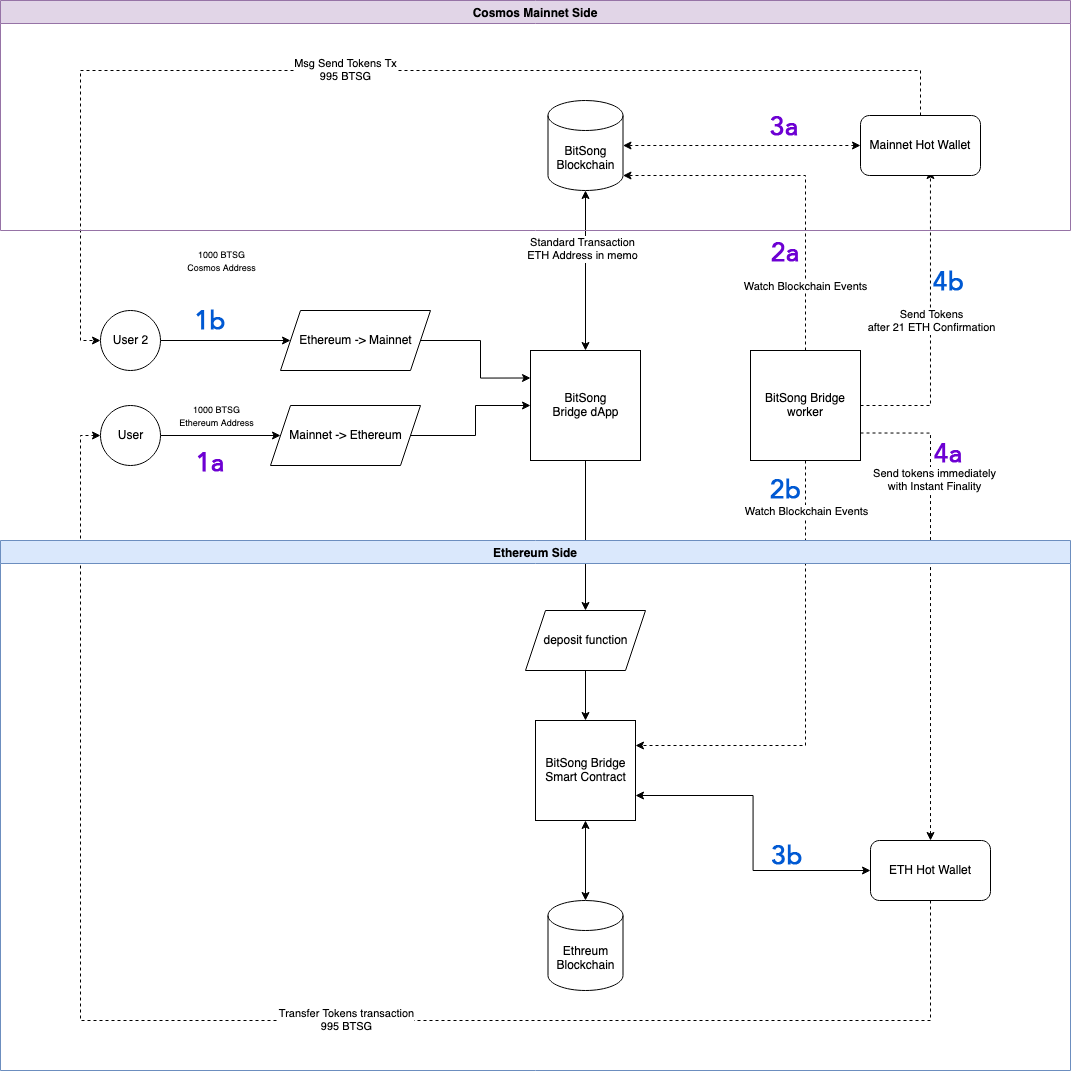 Cosmos Mainnet Side
Msg Send Tokens Tx
995 BTSG
3a
BitSong
Blockchain
Mainnet Hot Wallet
Standard Transaction
ETH Address in memo
2a
1000 BTSG
Cosmos Address
Watch Blockchain Events
4b
Send Tokens
after 21 ETH Confirmation
1b
User 2
Ethereum -> Mainnet
BitSong
Bridge dApp
BitSong Bridge
worker
1000 BTSG
Ethereum Address
User
Mainnet -> Ethereum
1a
4a
Send tokens immediately
with Instant Finality
2b
Watch Blockchain Events
Ethereum Side
deposit function
BitSong Bridge
Smart Contract
3b
ETH Hot Wallet
Ethreum
Blockchain
Transfer Tokens transaction
995 BTSG